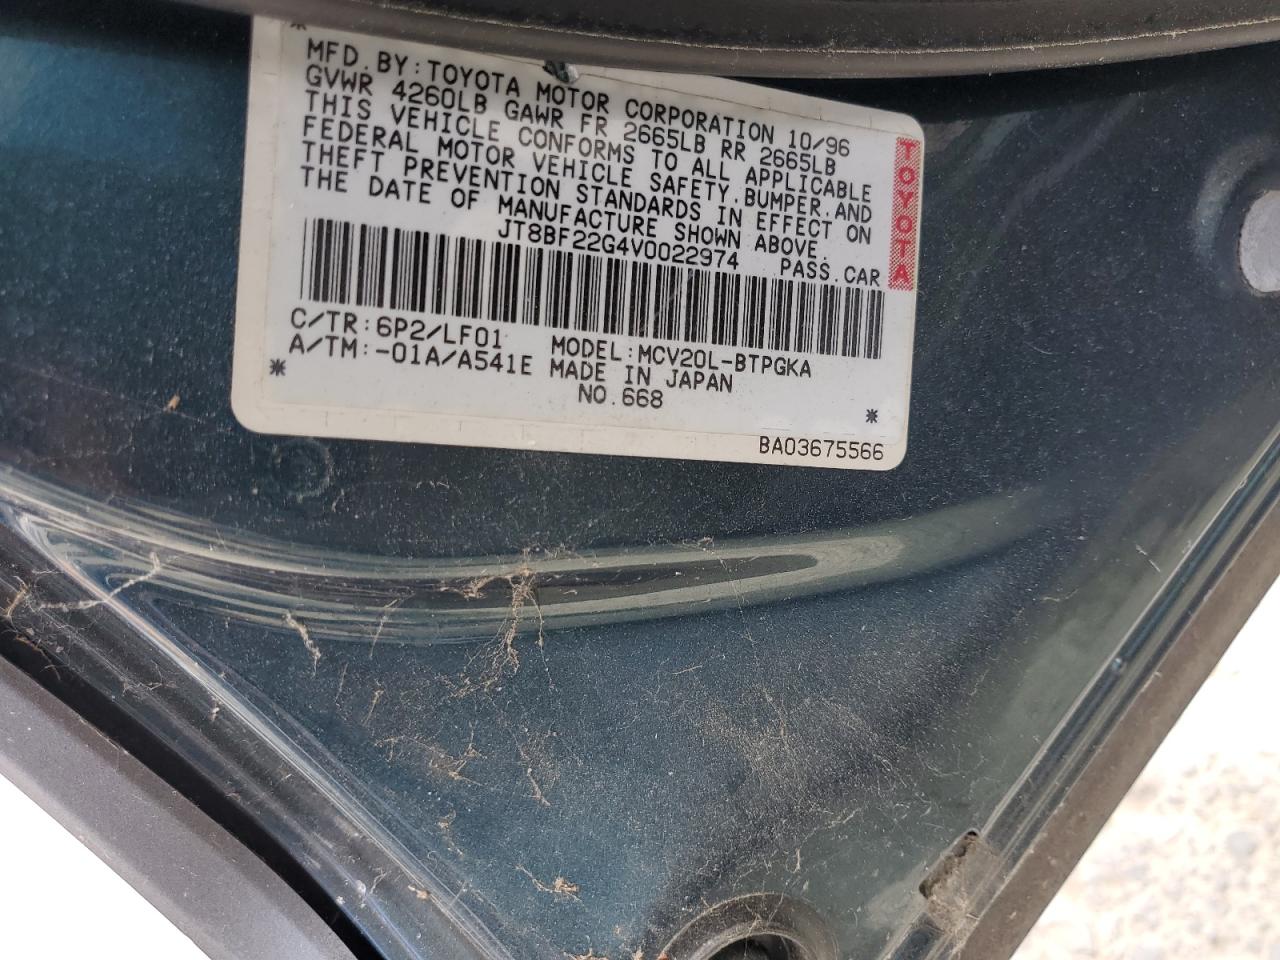 MFD.BY:TOYOTA MOTOR CORPORATION 10/96
GVWR 4260LB GAWR FR 2665LB RR 2665LB
THIS VEHICLE CONFORMS TO ALL APPLICABLE
FEDERAL MOTOR VEHICLE SAFETY,BUMPER,AND
THEFT PREVENTION STANDARDS IN EFFECT ON
THE DATE OF MANUFACTURE SHOWN ABOVE.
JT8BF22G4V0022974 PASS.CAR
TOYOTA
C/TR:6P2/LF01 MODEL:MCV20L-BTPGKA
A/TM:-01A/A541E MADE IN JAPAN
NO.668
BA03675566